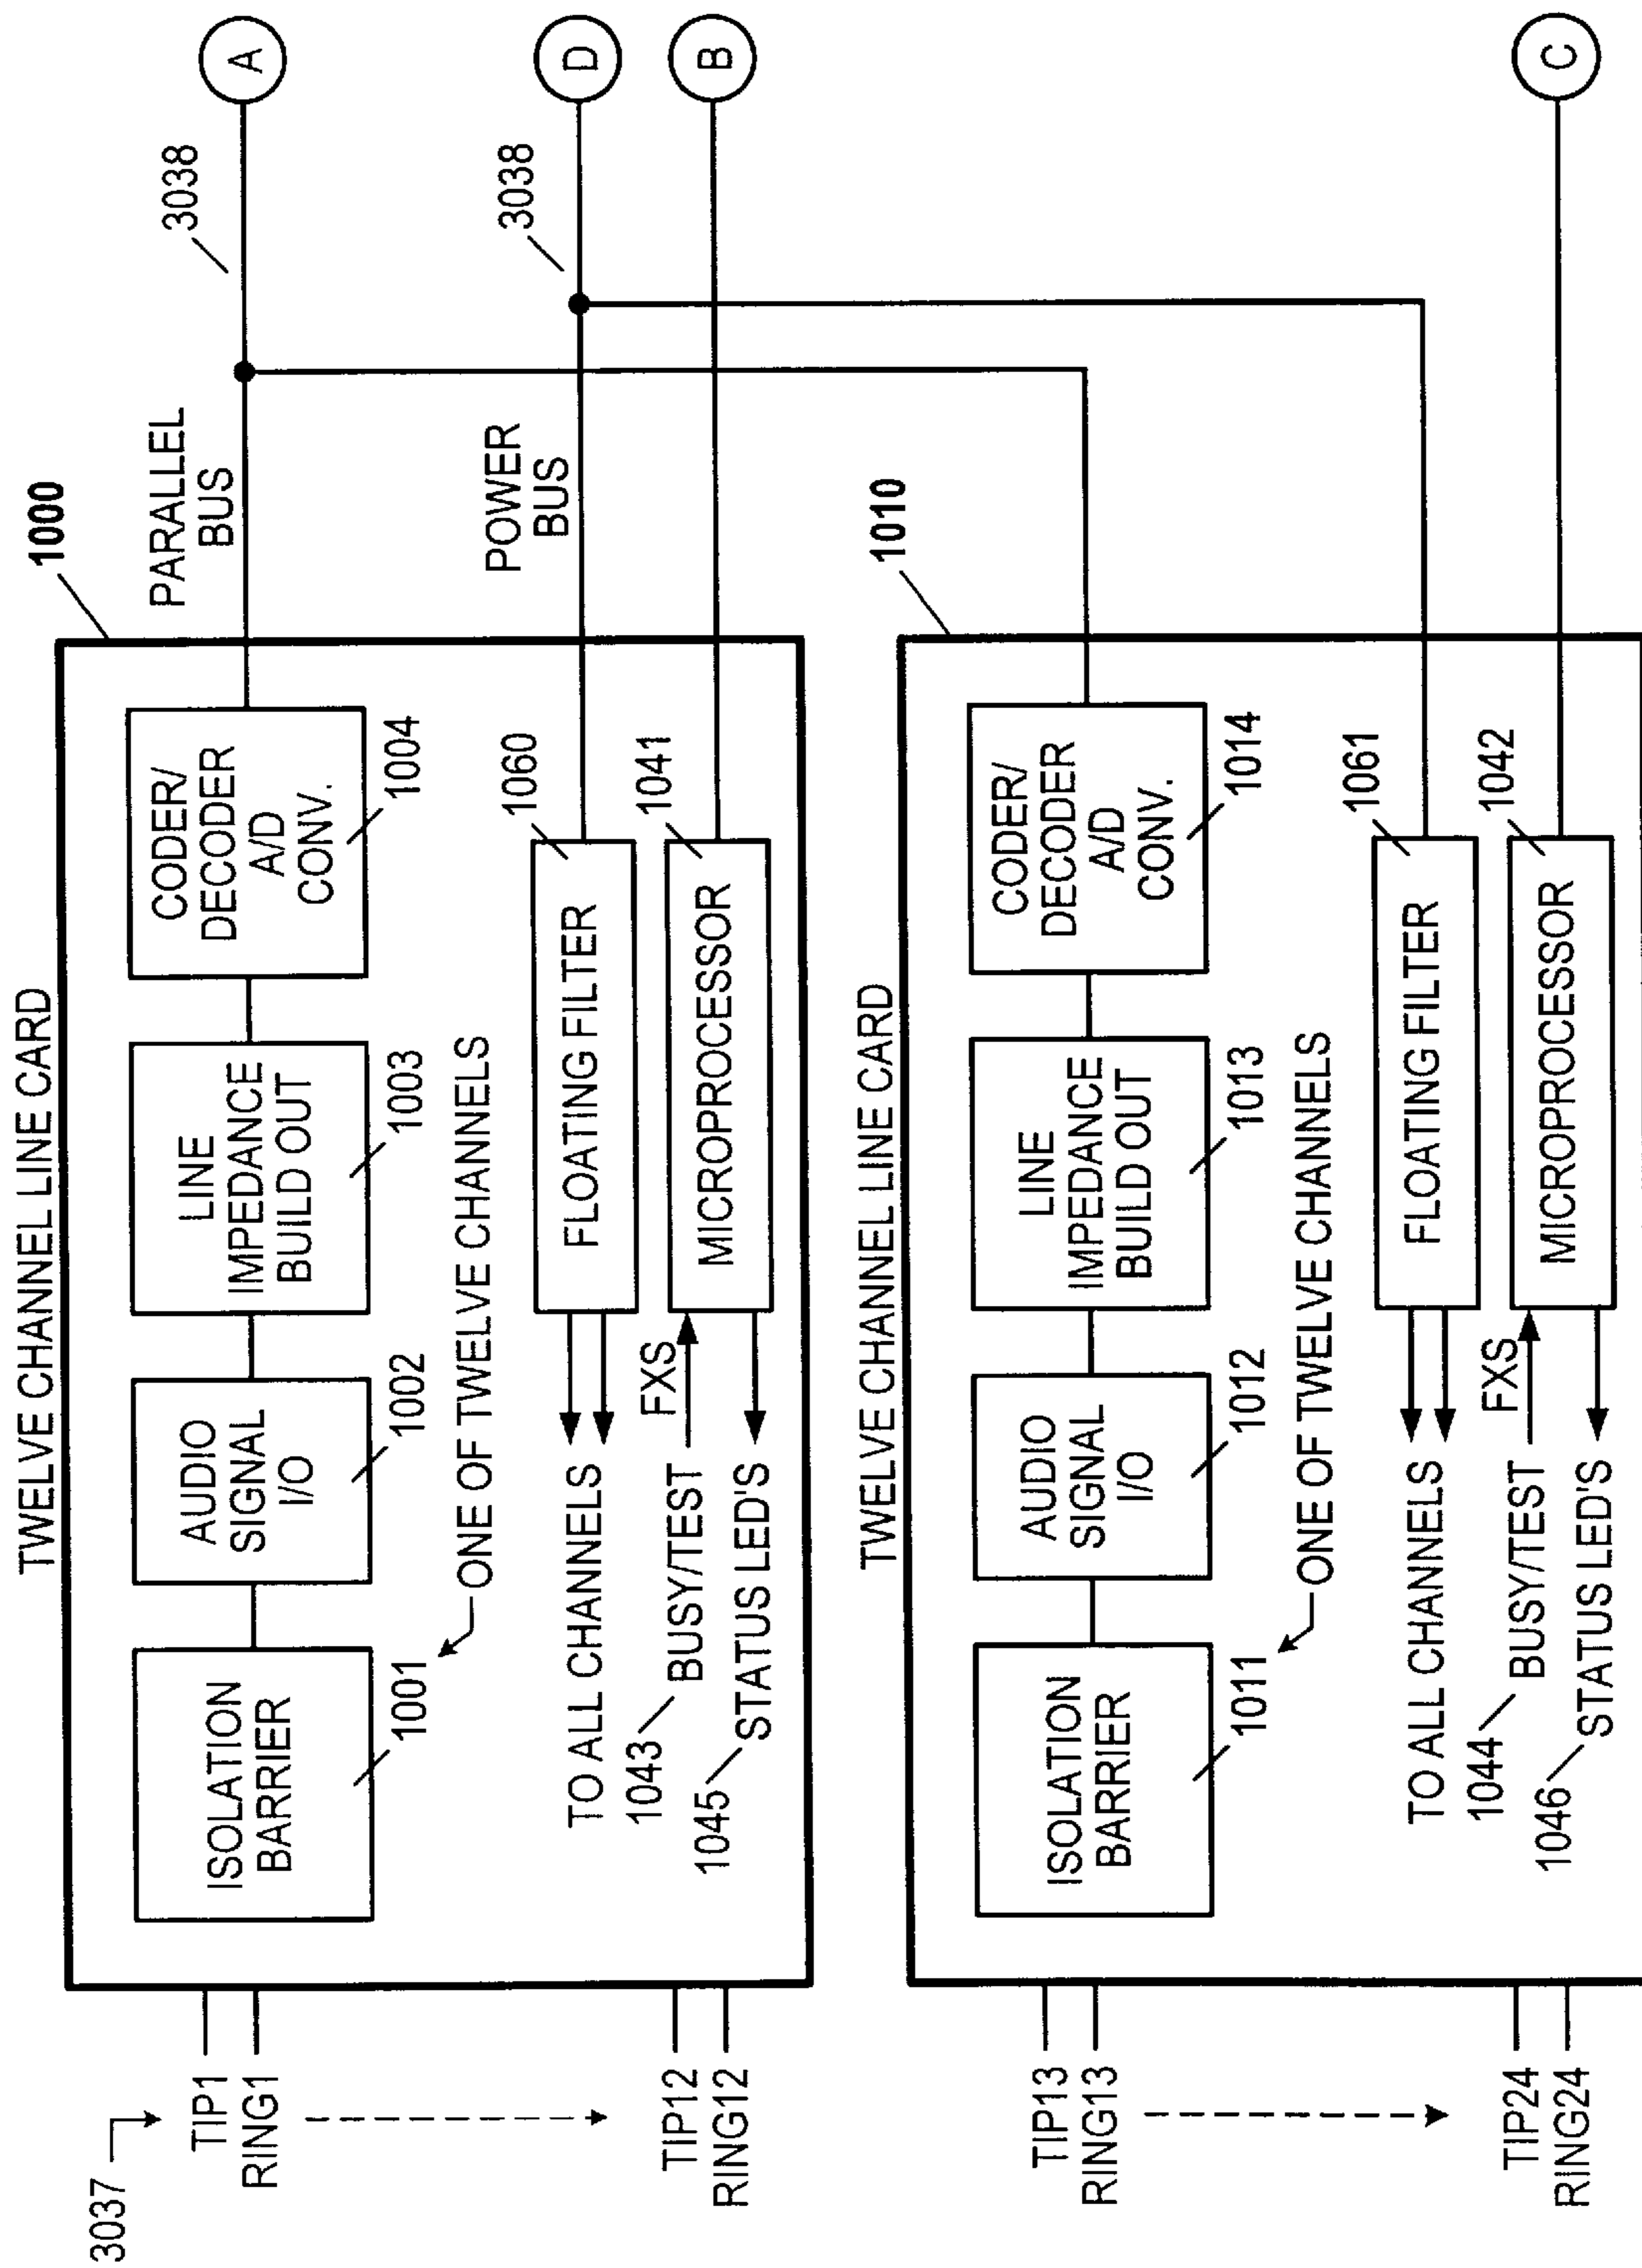 TWELVE CHANNEL LINE CARD
1000
3037
TIP1
RING1
TIP12
RING12
ISOLATION
BARRIER
1001
AUDIO
SIGNAL
I/O
1002
LINE
IMPEDANCE
BUILD OUT
1003
CODER/
DECODER
A/D
CONV.
1004
ONE OF TWELVE CHANNELS
TO ALL CHANNELS
FLOATING FILTER
1060
1043
BUSY/TEST
FXS
1045
STATUS LED'S
MICROPROCESSOR
1041
PARALLEL
BUS
3038
A
POWER
BUS
3038
D
B
TWELVE CHANNEL LINE CARD
1010
TIP13
RING13
TIP24
RING24
ISOLATION
BARRIER
1011
AUDIO
SIGNAL
I/O
1012
LINE
IMPEDANCE
BUILD OUT
1013
CODER/
DECODER
A/D
CONV.
1014
ONE OF TWELVE CHANNELS
TO ALL CHANNELS
FLOATING FILTER
1061
1044
BUSY/TEST
FXS
1046
STATUS LED'S
MICROPROCESSOR
1042
C